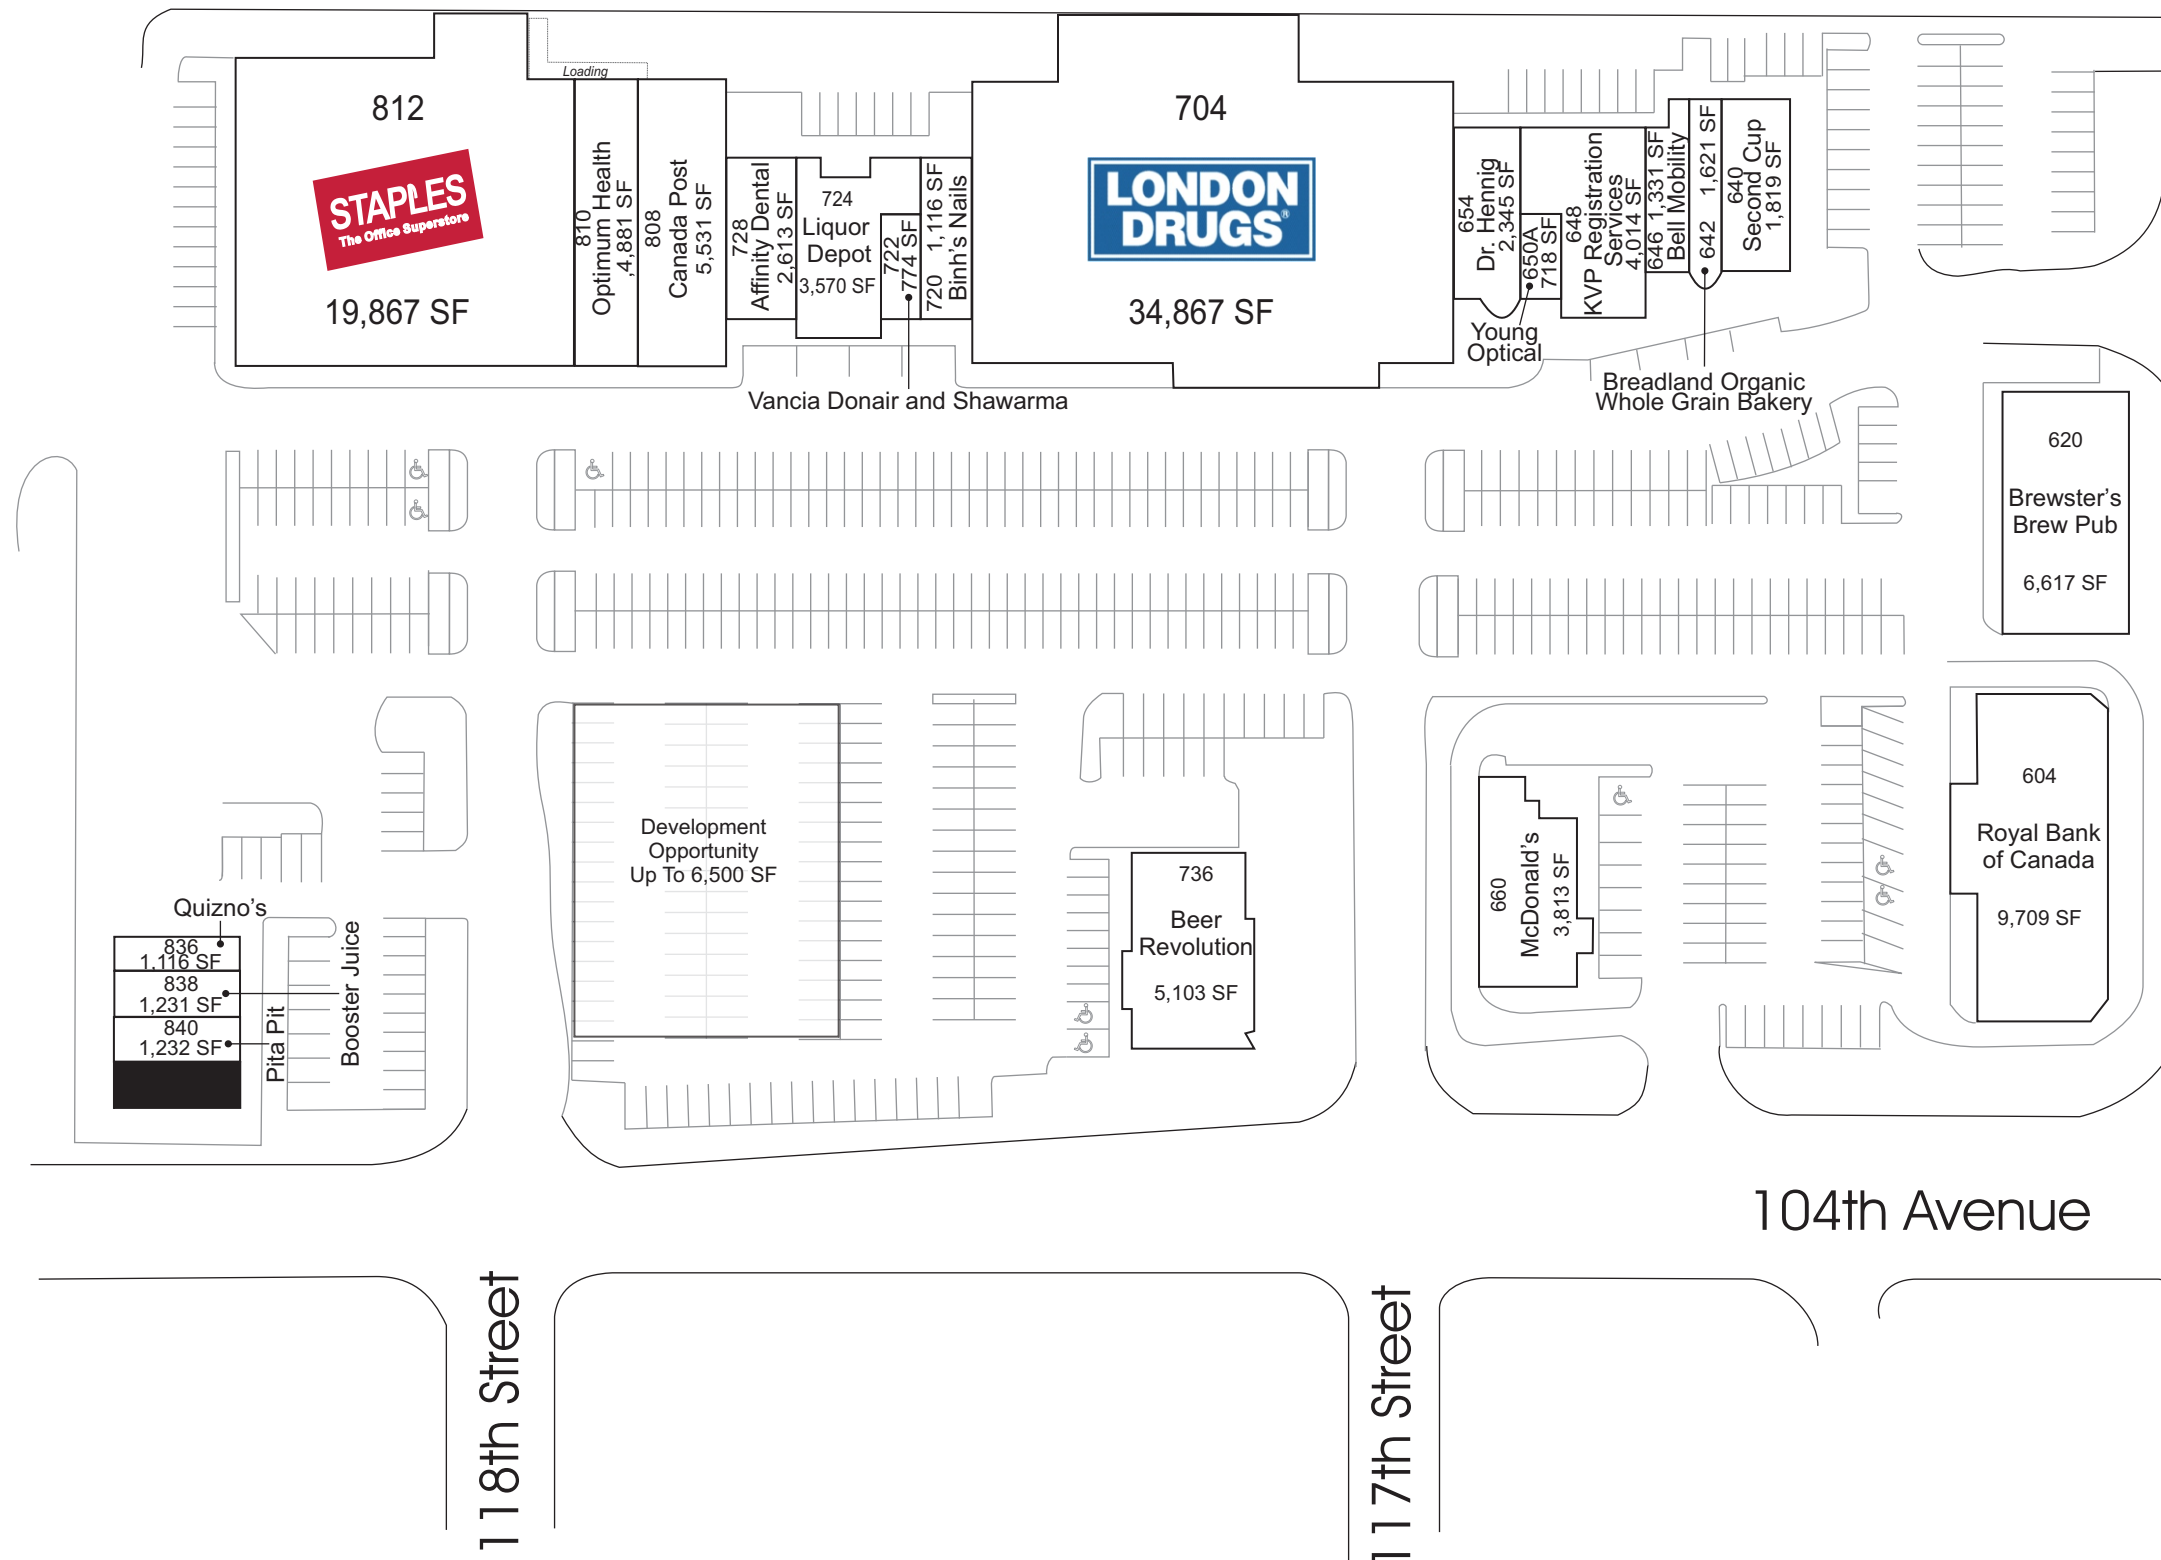 Loading
812
STAPLES
The Office Superstore
19,867 SF
810
Optimum Health
,4,881 SF
808
Canada Post
5,531 SF
728
Affinity Dental
2,613 SF
724
Liquor
Depot
3,570 SF
722
774 SF
Vancia Donair and Shawarma
720 1,116 SF
Binh's Nails
704
LONDON
DRUGS®
34,867 SF
654
Dr. Hennig
2,345 SF
650A
718 SF
Young
Optical
648
KVP Registration
Services
4,014 SF
646 1,331 SF
Bell Mobility
642 1,621 SF
Breadland Organic
Whole Grain Bakery
640
Second Cup
1,819 SF
620
Brewster's
Brew Pub
6,617 SF
Development
Opportunity
Up To 6,500 SF
736
Beer
Revolution
5,103 SF
660
McDonald's
3,813 SF
604
Royal Bank
of Canada
9,709 SF
Quizno's
836
1,116 SF
838
1,231 SF
Booster Juice
840
1,232 SF
Pita Pit
104th Avenue
118th Street
117th Street